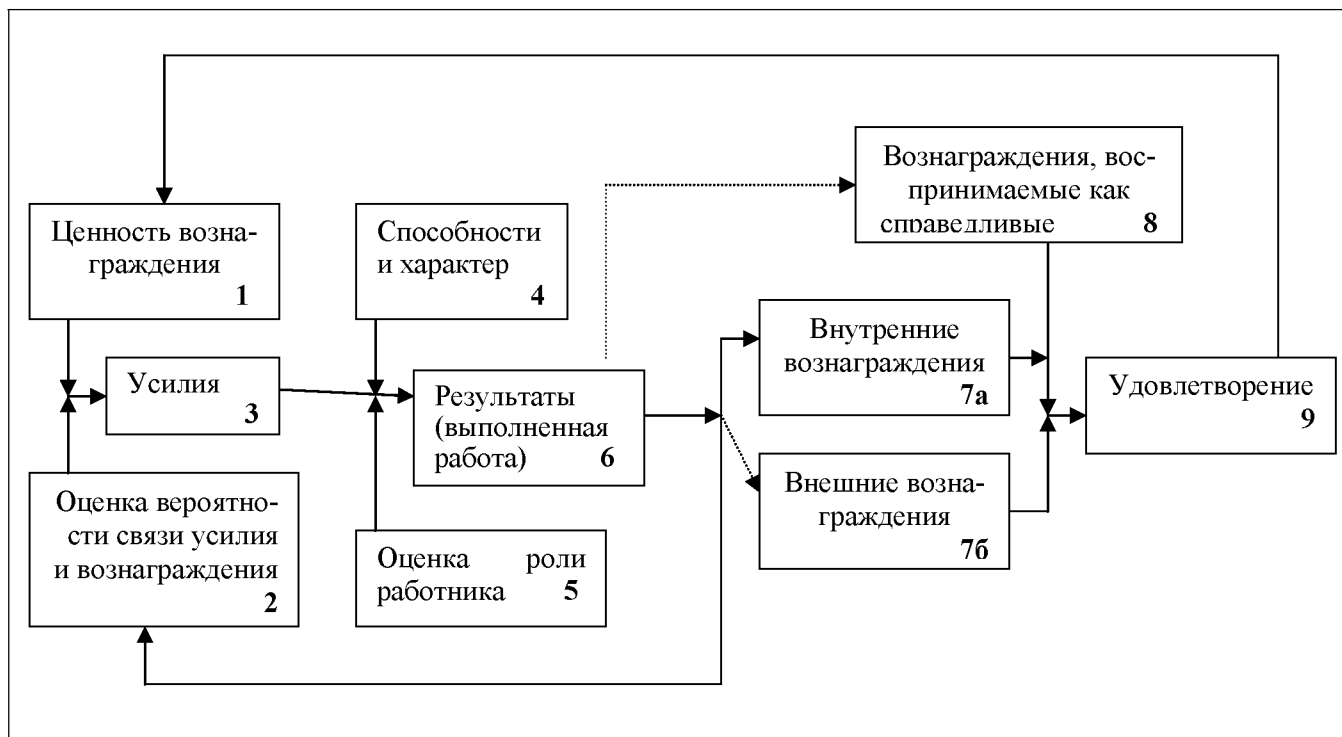 Ценность возна-
граждения
1
Оценка вероятно-
сти связи усилия
и вознаграждения
2
Усилия
3
Способности
и характер
4
Оценка роли
работника 5
Результаты
(выполненная
работа) 6
Вознаграждения, вос-
принимаемые как
справедливые 8
Внутренние
вознаграждения
7а
Внешние возна-
граждения
7б
Удовлетворение
9